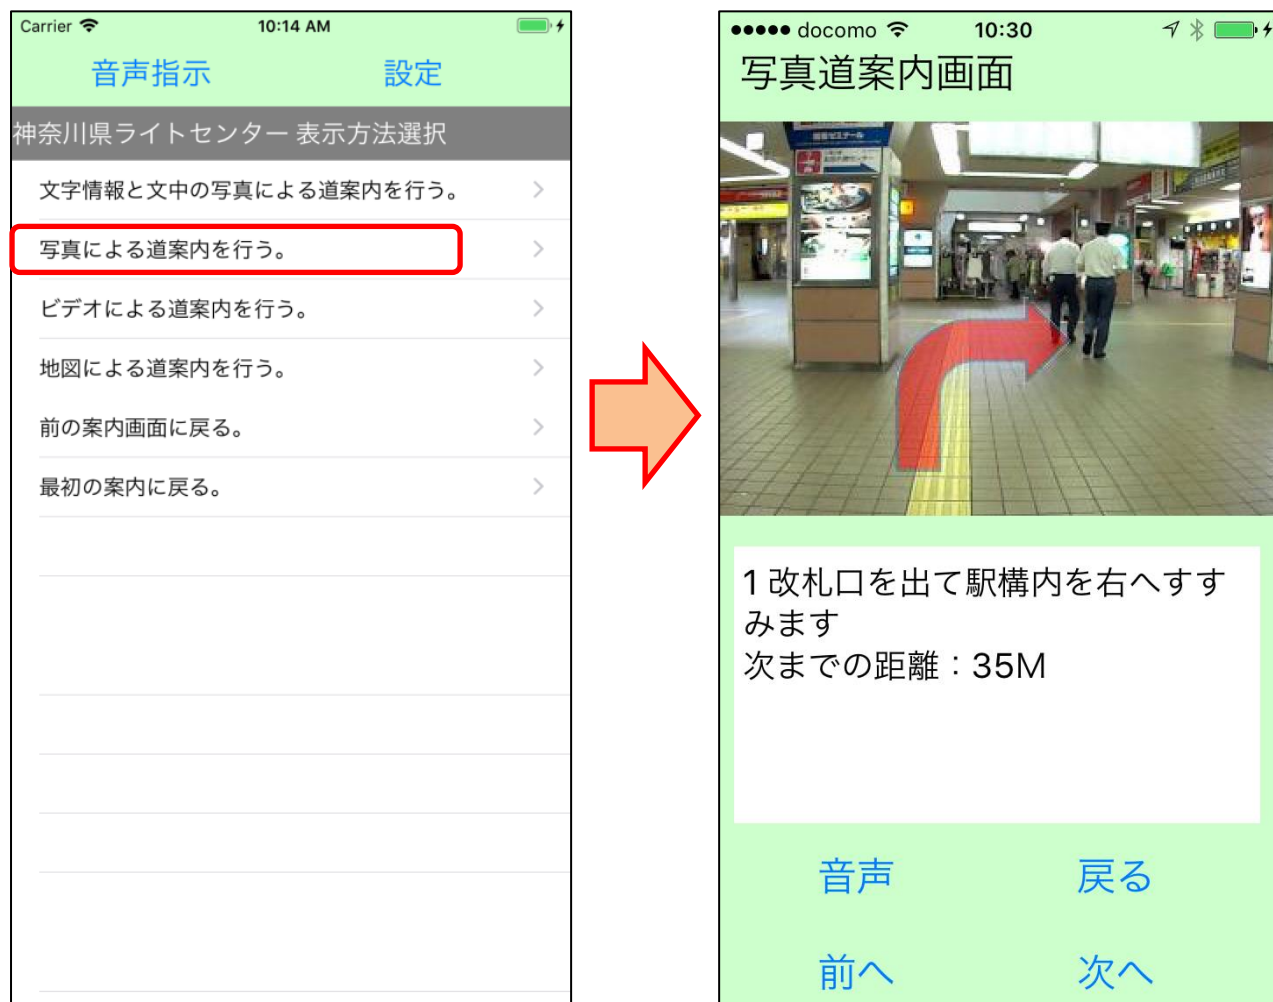 Carrier 10:14 AM
音声指示 設定
神奈川県ライトセンター 表示方法選択
文字情報と文中の写真による道案内を行う。
写真による道案内を行う。
ビデオによる道案内を行う。
地図による道案内を行う。
前の案内画面に戻る。
最初の案内に戻る。
docomo 10:30
写真道案内画面
1 改札口を出て駅構内を右へすす
みます
次までの距離：35M
音声 戻る
前へ 次へ